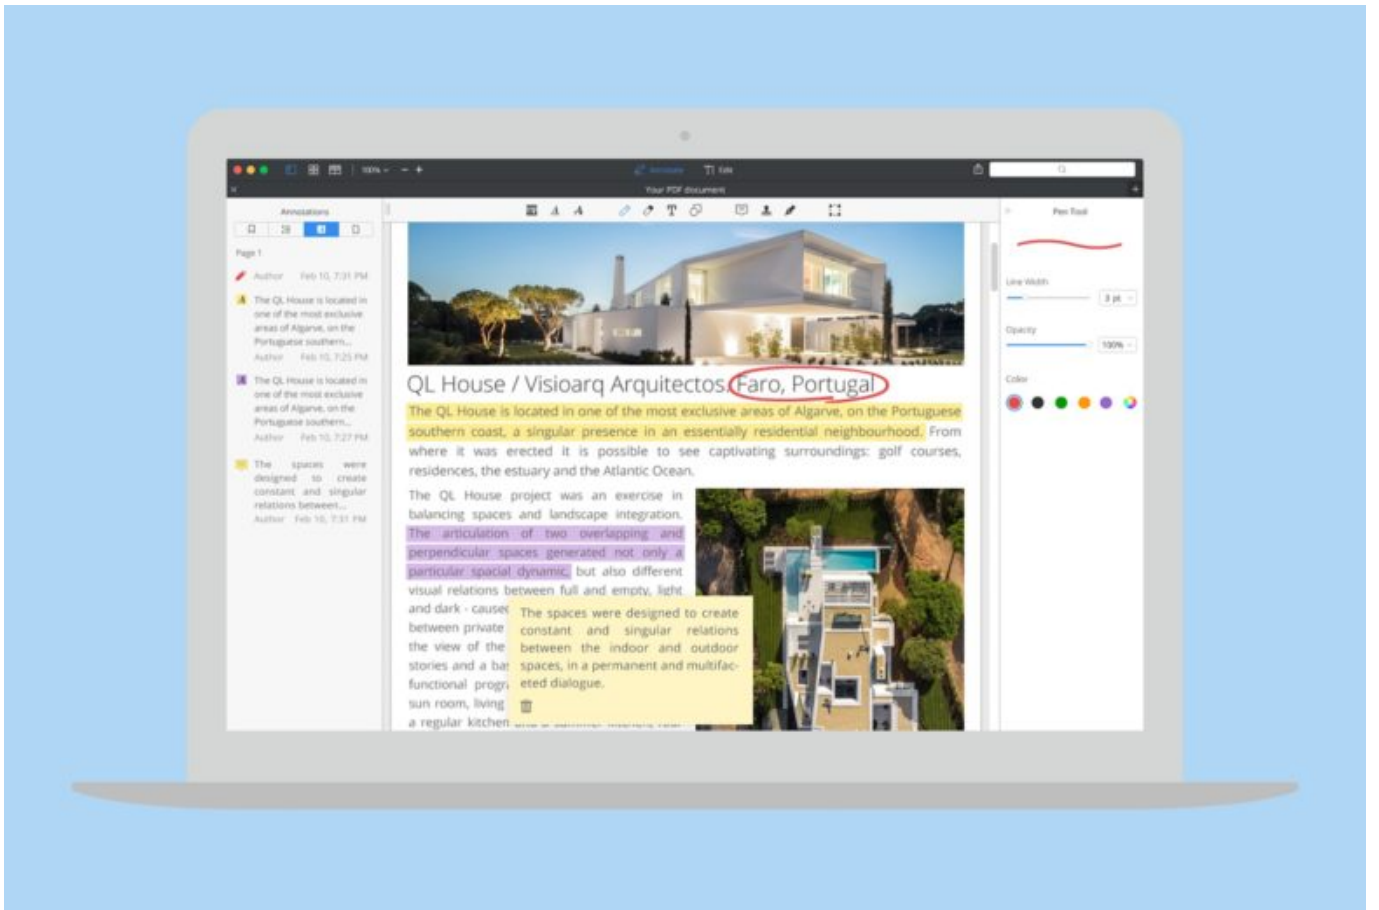 100%
Annotate
Edit
Your PDF document
Annotations
Page 1
Author Feb 10, 7:31 PM
The QL House is located in
one of the most exclusive
areas of Algarve, on the
Portuguese southern...
Author Feb 10, 7:25 PM
The QL House is located in
one of the most exclusive
areas of Algarve, on the
Portuguese southern...
Author Feb 10, 7:27 PM
The spaces were
designed to create
constant and singular
relations between...
Author Feb 10, 7:31 PM
QL House / Visioarq Arquitectos, Faro, Portugal
The QL House is located in one of the most exclusive areas of Algarve, on the Portuguese
southern coast, a singular presence in an essentially residential neighbourhood. From
where it was erected it is possible to see captivating surroundings: golf courses,
residences, the estuary and the Atlantic Ocean.
The QL House project was an exercise in
balancing spaces and landscape integration.
The articulation of two overlapping and
perpendicular spaces generated not only a
particular spacial dynamic, but also different
visual relations between full and empty, light
and dark - caused
between private
the view of the
stories and a
functional
sun room, living
a regular kitchen
The spaces were designed to create
constant and singular relations
between the indoor and outdoor
spaces, in a permanent and multifac-
eted dialogue.
Pen Tool
Line Width
3 pt
Opacity
100%
Color